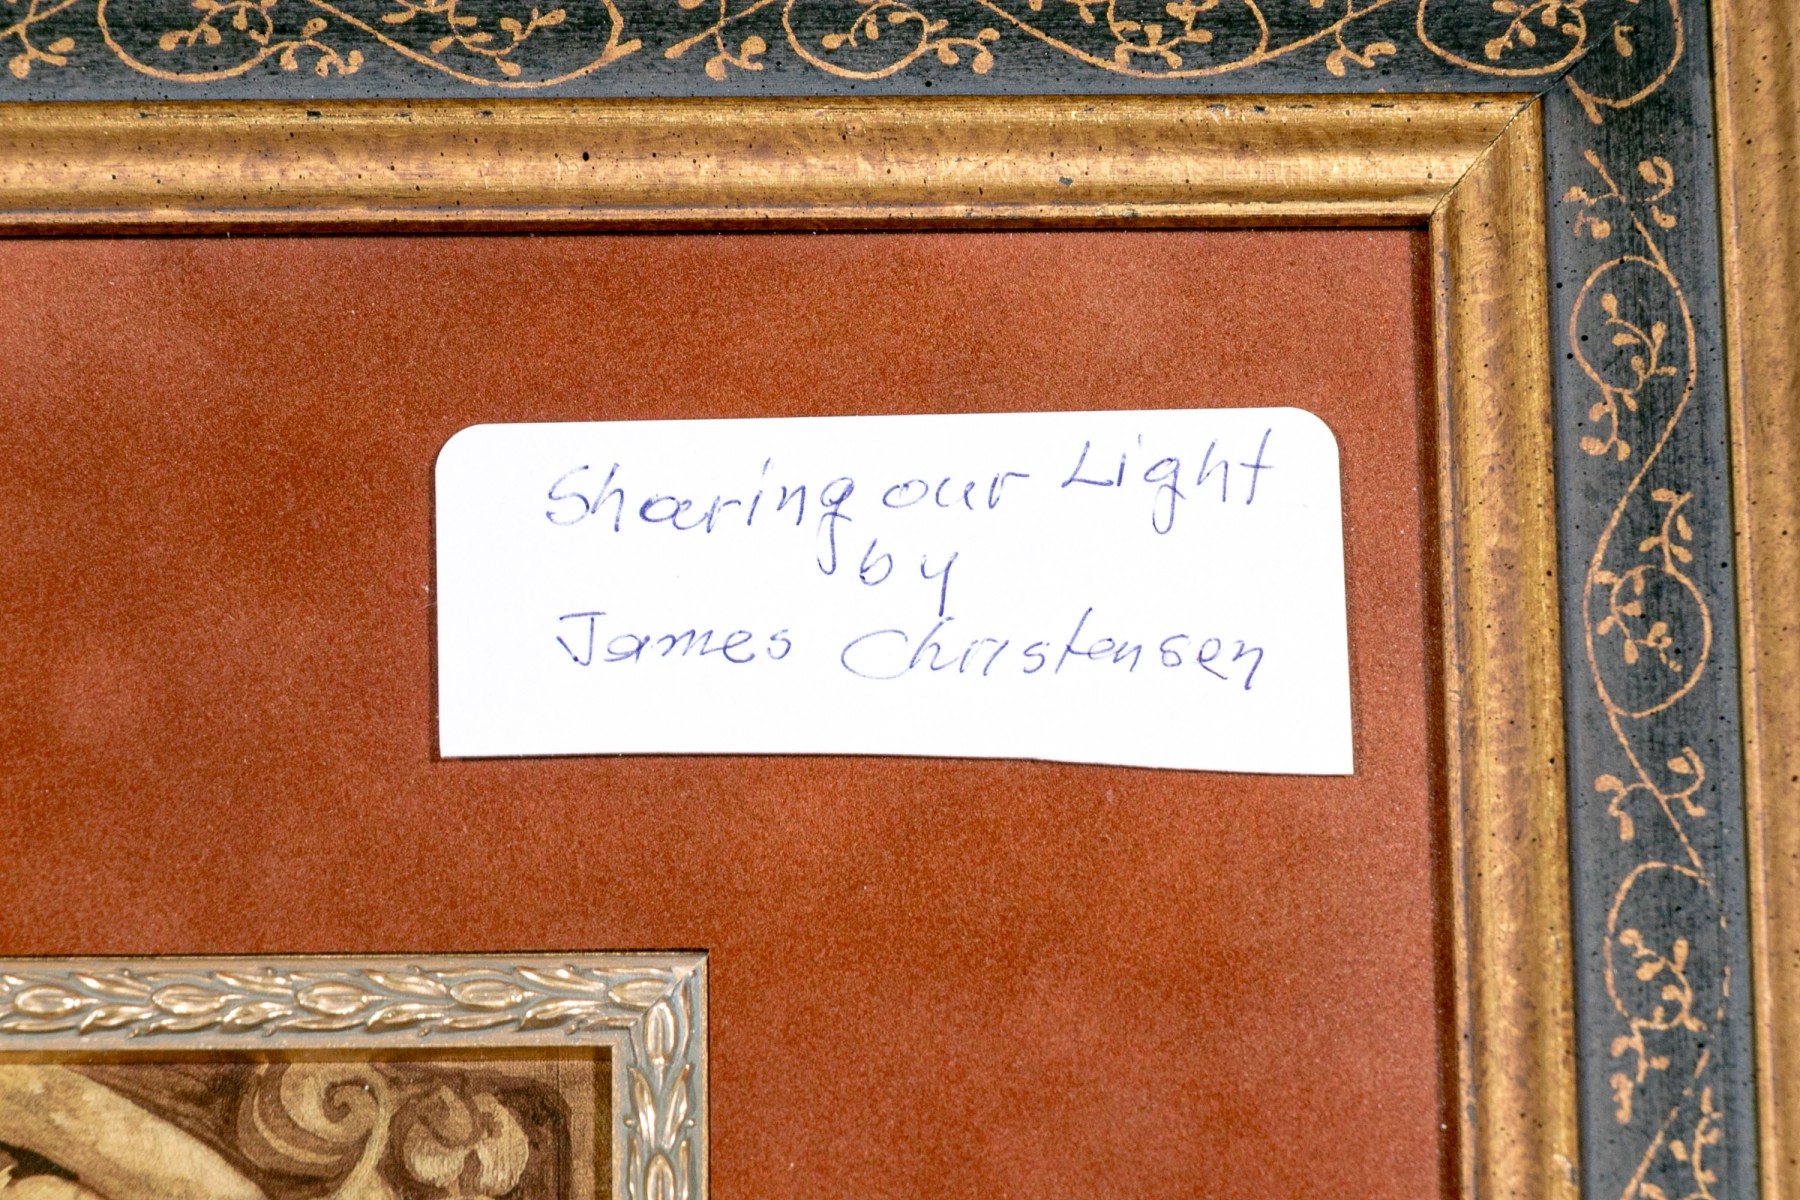 Sharing our Light
by
James Christensen